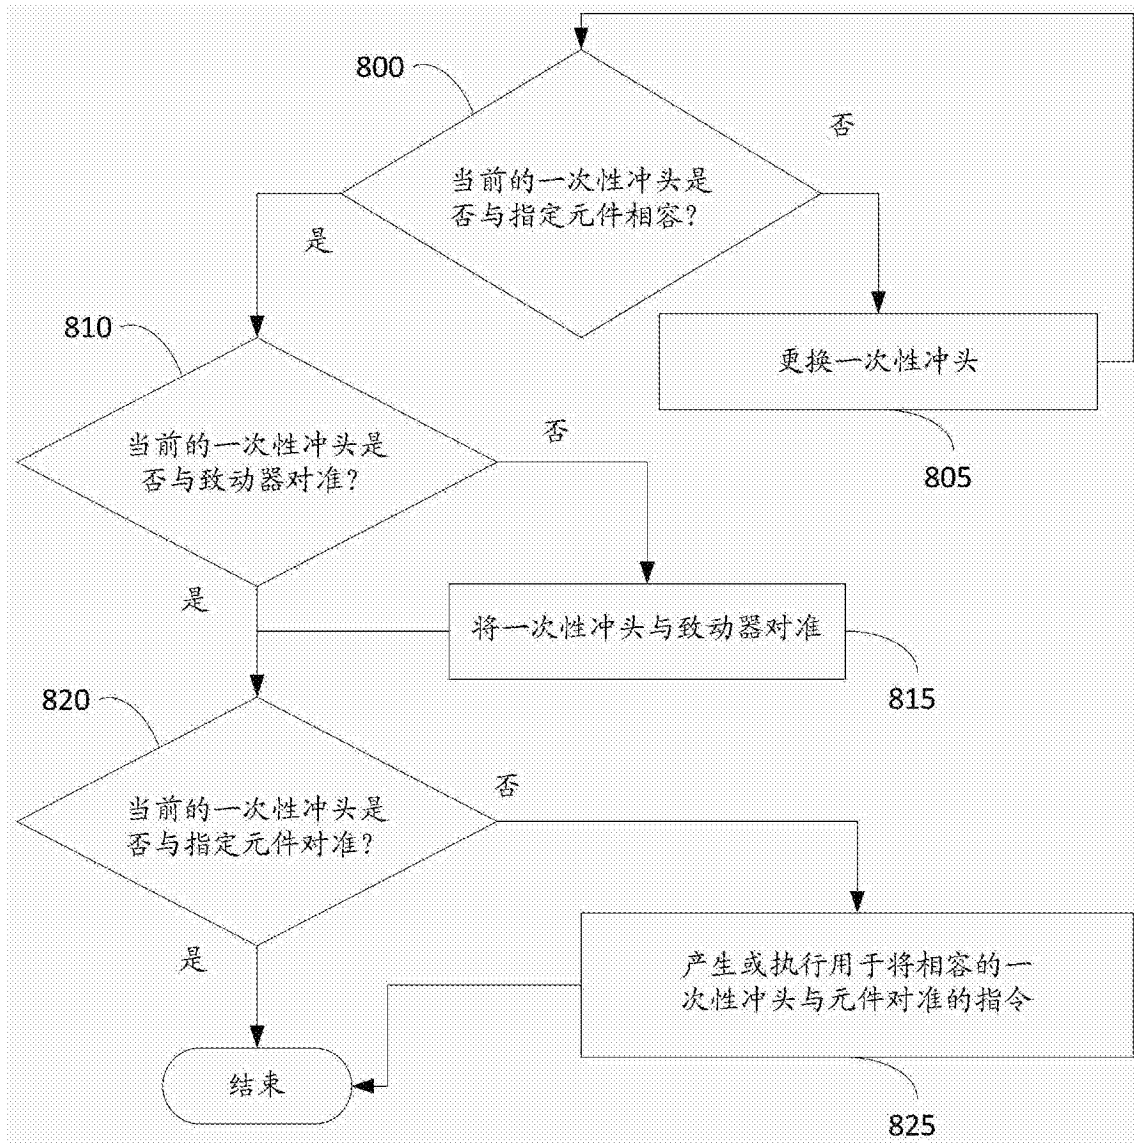 800
否
当前的一次性冲头是
否与指定元件相容?
是
810
更换一次性冲头
否
当前的一次性冲头是
否与致动器对准?
805
是
将一次性冲头与致动器对准
820
815
否
当前的一次性冲头是
否与指定元件对准?
是
产生或执行用于将相容的一
次性冲头与元件对准的指令
结束
825